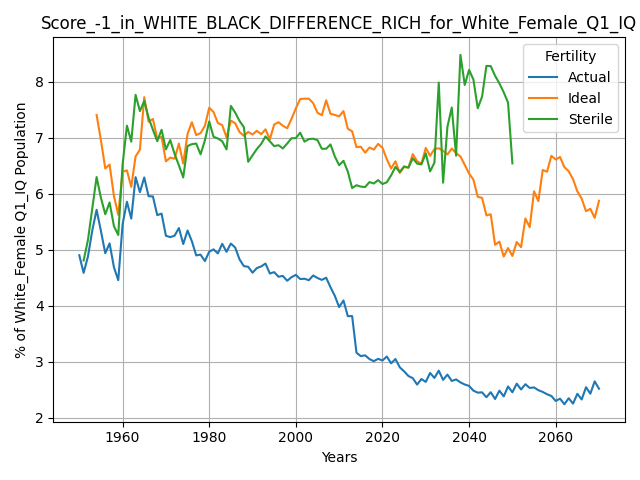 Score_-1_in_WHITE_BLACK_DIFFERENCE_RICH_for_White_Female_Q1_IQ
Fertility
Actual
Ideal
Sterile
% of White_Female Q1_IQ Population
8
7
6
5
4
3
2
1960
1980
2000
2020
2040
2060
Years